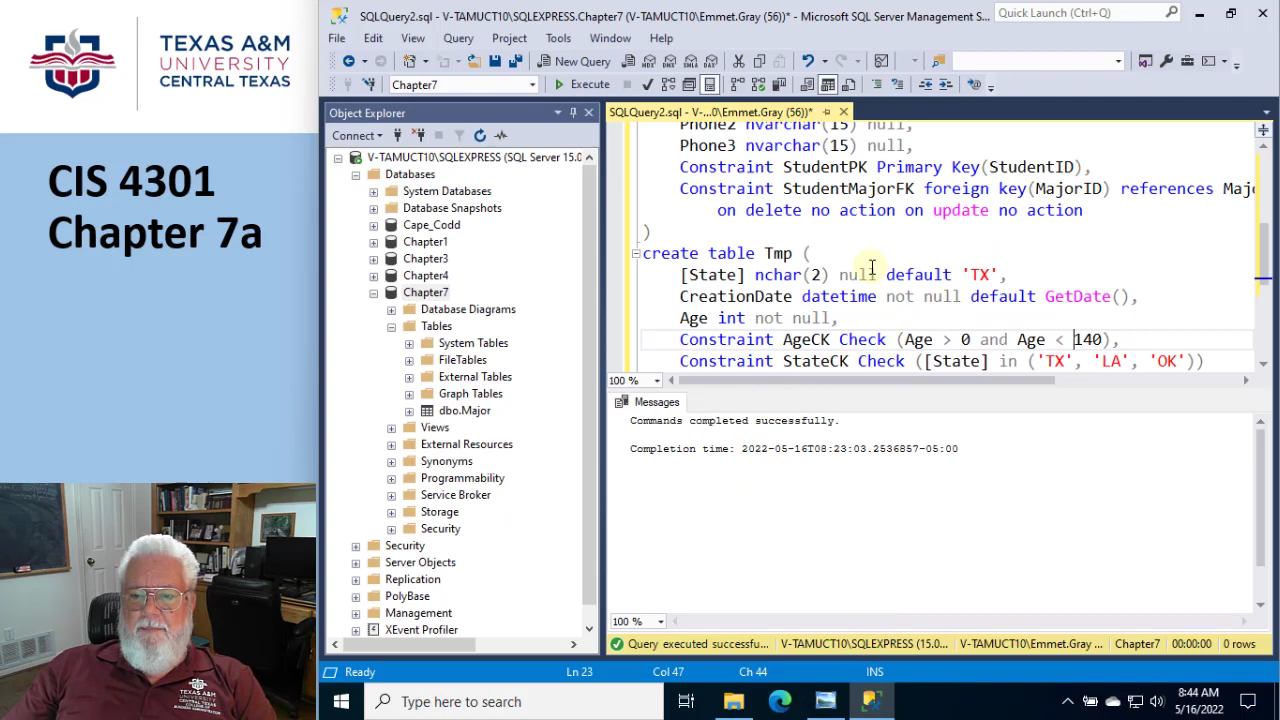 TEXAS A&M
UNIVERSITY
CENTRAL TEXAS
CIS 4301
Chapter 7a
SQLQuery2.sql - V-TAMUCT10\SQLEXPRESS.Chapter7 (V-TAMUCT10\Emmet.Gray (56))* - Microsoft SQL Server Management S...
Quick Launch (Ctrl+Q)
File Edit View Query Project Tools Window Help
New Query
Chapter7
Execute
Object Explorer
Connect
V-TAMUCT10\SQLEXPRESS (SQL Server 15.0
Databases
System Databases
Database Snapshots
Cape_Codd
Chapter1
Chapter3
Chapter4
Chapter7
Database Diagrams
Tables
System Tables
FileTables
External Tables
Graph Tables
dbo.Major
Views
External Resources
Synonyms
Programmability
Service Broker
Storage
Security
Security
Server Objects
Replication
PolyBase
Management
XEvent Profiler
SQLQuery2.sql - V-...0\Emmet.Gray (56))*
Phone2 nvarchar(15) null,
Phone3 nvarchar(15) null,
Constraint StudentPK Primary Key(StudentID),
Constraint StudentMajorFK foreign key(MajorID) references Majo
on delete no action on update no action
)
create table Tmp (
[State] nchar(2) null default 'TX',
CreationDate datetime not null default GetDate(),
Age int not null,
Constraint AgeCK Check (Age > 0 and Age < 140),
Constraint StateCK Check ([State] in ('TX', 'LA', 'OK'))
100 %
Messages
Commands completed successfully.
Completion time: 2022-05-16T08:23:03.2536857-05:00
100 %
Query executed successfu... V-TAMUCT10\SQLEXPRESS (15.0... V-TAMUCT10\Emmet.Gray ... Chapter7 00:00:00 0 rows
Ready Ln 23 Col 47 Ch 44 INS
Type here to search
8:44 AM
5/16/2022